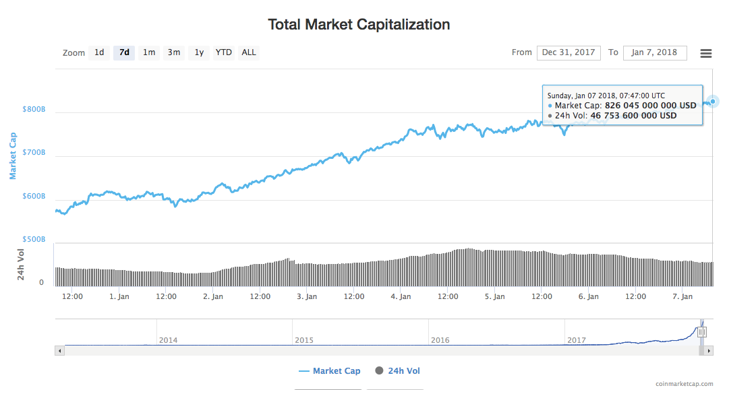 Total Market Capitalization
Zoom 1d 7d 1m 3m 1y YTD ALL From Dec 31, 2017 To Jan 7, 2018
Sunday, Jan 07 2018, 07:47:00 UTC
Market Cap: 826 045 000 000 USD
24h Vol: 46 753 600 000 USD
Market Cap
$800B
$700B
$600B
$500B
24h Vol
0
12:00 1. Jan 12:00 2. Jan 12:00 3. Jan 12:00 4. Jan 12:00 5. Jan 12:00 6. Jan 12:00 7. Jan
2014 2015 2016 2017
Market Cap 24h Vol
coinmarketcap.com